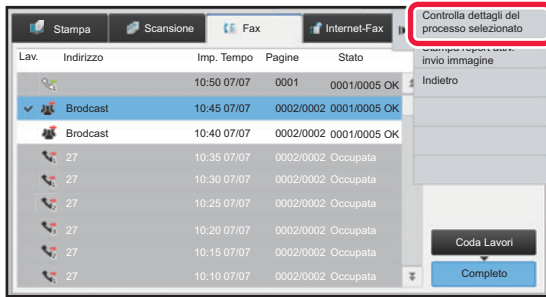 Stampa
Scansione
Fax
Internet-Fax
Controlla dettagli del
processo selezionato
Stampa report attiv.
invio immagine
Indietro
Lav. Indirizzo Imp. Tempo Pagine Stato
10:50 07/07 0001 0001/0005 OK
Brodcast 10:45 07/07 0002/0002 0001/0005 OK
Brodcast 10:40 07/07 0002/0002 0001/0005 OK
27 10:35 07/07 0002/0002 Occupata
27 10:30 07/07 0002/0002 Occupata
27 10:25 07/07 0002/0002 Occupata
27 10:20 07/07 0002/0002 Occupata
27 10:15 07/07 0002/0002 Occupata
27 10:10 07/07 0002/0002 Occupata
Coda Lavori
Completo